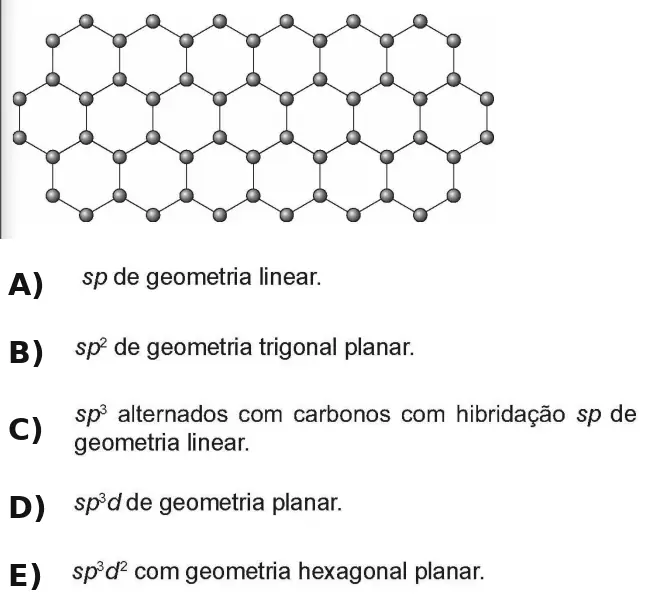 A) sp de geometria linear.
B) sp² de geometria trigonal planar.
C) sp³ alternados com carbonos com hibridação sp de
geometria linear.
D) sp³d de geometria planar.
E) sp³d² com geometria hexagonal planar.